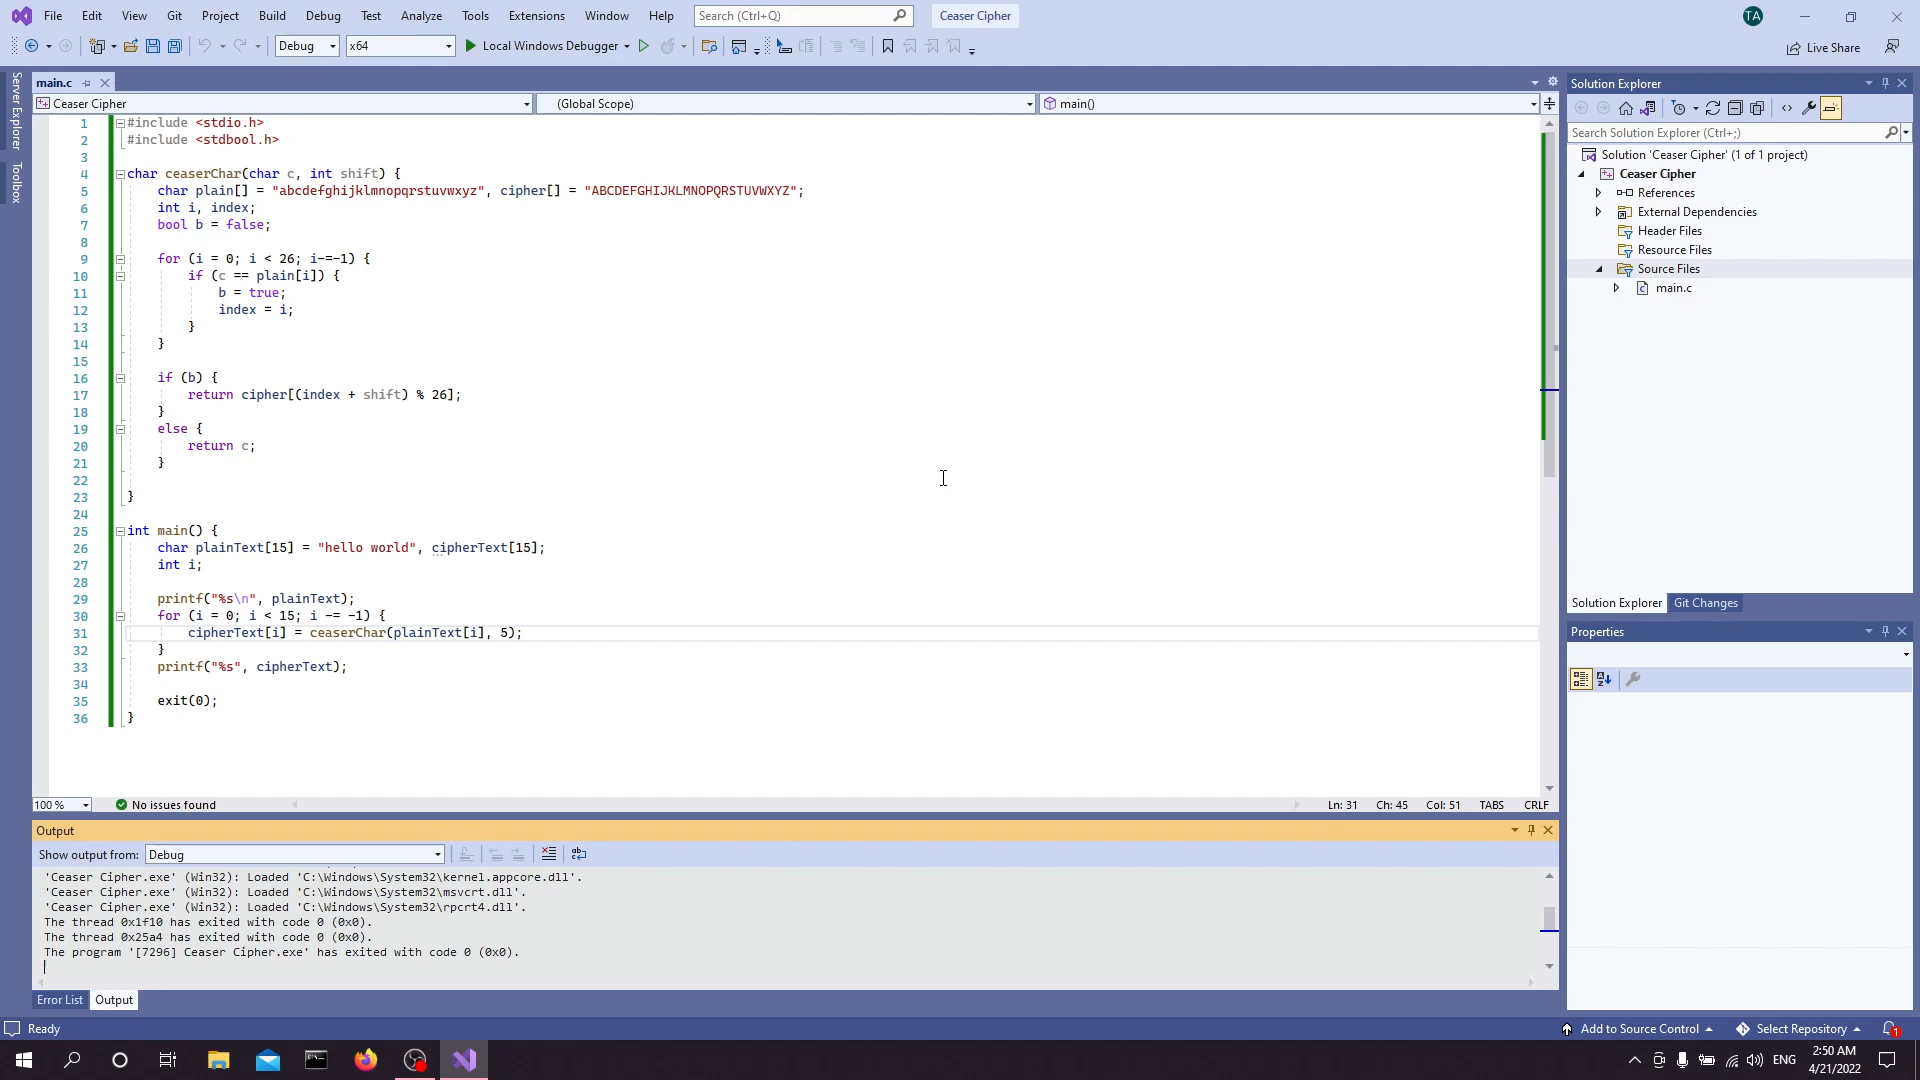 File Edit View Git Project Build Debug Test Analyze Tools Extensions Window Help Search (Ctrl+Q) Ceaser Cipher TA
Debug x64 Local Windows Debugger Live Share
Server Explorer
Toolbox
main.c
Ceaser Cipher (Global Scope) main()
1 #include <stdio.h>
2 #include <stdbool.h>
3
4 char ceaserChar(char c, int shift) {
5 char plain[] = "abcdefghijklmnopqrstuvwxyz", cipher[] = "ABCDEFGHIJKLMNOPQRSTUVWXYZ";
6 int i, index;
7 bool b = false;
8
9 for (i = 0; i < 26; i-=-1) {
10 if (c == plain[i]) {
11 b = true;
12 index = i;
13 }
14 }
15
16 if (b) {
17 return cipher[(index + shift) % 26];
18 }
19 else {
20 return c;
21 }
22
23 }
24
25 int main() {
26 char plainText[15] = "hello world", cipherText[15];
27 int i;
28
29 printf("%s\n", plainText);
30 for (i = 0; i < 15; i -= -1) {
31 cipherText[i] = ceaserChar(plainText[i], 5);
32 }
33 printf("%s", cipherText);
34
35 exit(0);
36 }
100 % No issues found Ln: 31 Ch: 45 Col: 51 TABS CRLF
Output
Show output from: Debug
'Ceaser Cipher.exe' (Win32): Loaded 'C:\Windows\System32\kernel.appcore.dll'.
'Ceaser Cipher.exe' (Win32): Loaded 'C:\Windows\System32\msvcrt.dll'.
'Ceaser Cipher.exe' (Win32): Loaded 'C:\Windows\System32\rpcrt4.dll'.
The thread 0x1f10 has exited with code 0 (0x0).
The thread 0x25a4 has exited with code 0 (0x0).
The program '[7296] Ceaser Cipher.exe' has exited with code 0 (0x0).
Error List Output
Solution Explorer
Search Solution Explorer (Ctrl+;)
Solution 'Ceaser Cipher' (1 of 1 project)
Ceaser Cipher
References
External Dependencies
Header Files
Resource Files
Source Files
main.c
Solution Explorer Git Changes
Properties
Ready Add to Source Control Select Repository 1
ENG 2:50 AM
4/21/2022